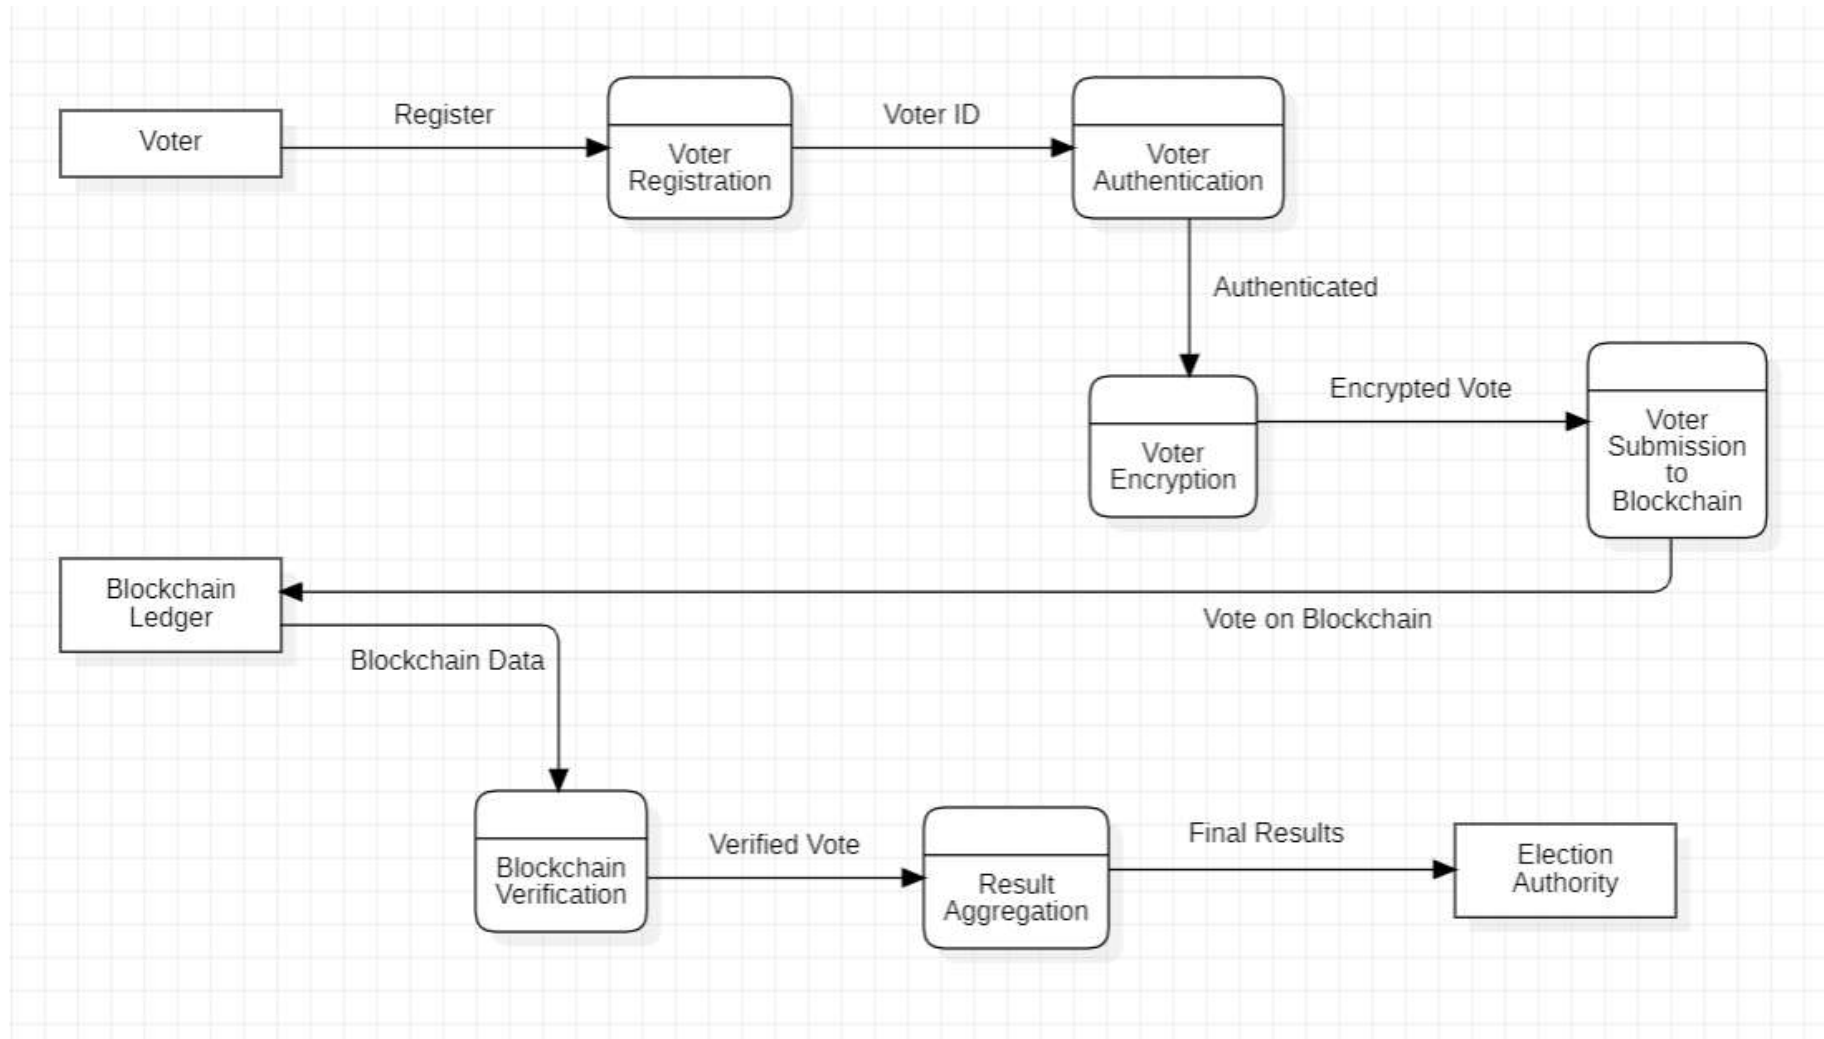 Voter
Register
Voter
Registration
Voter ID
Voter
Authentication
Authenticated
Voter
Encryption
Encrypted Vote
Voter
Submission
to
Blockchain
Vote on Blockchain
Blockchain
Ledger
Blockchain Data
Blockchain
Verification
Verified Vote
Result
Aggregation
Final Results
Election
Authority